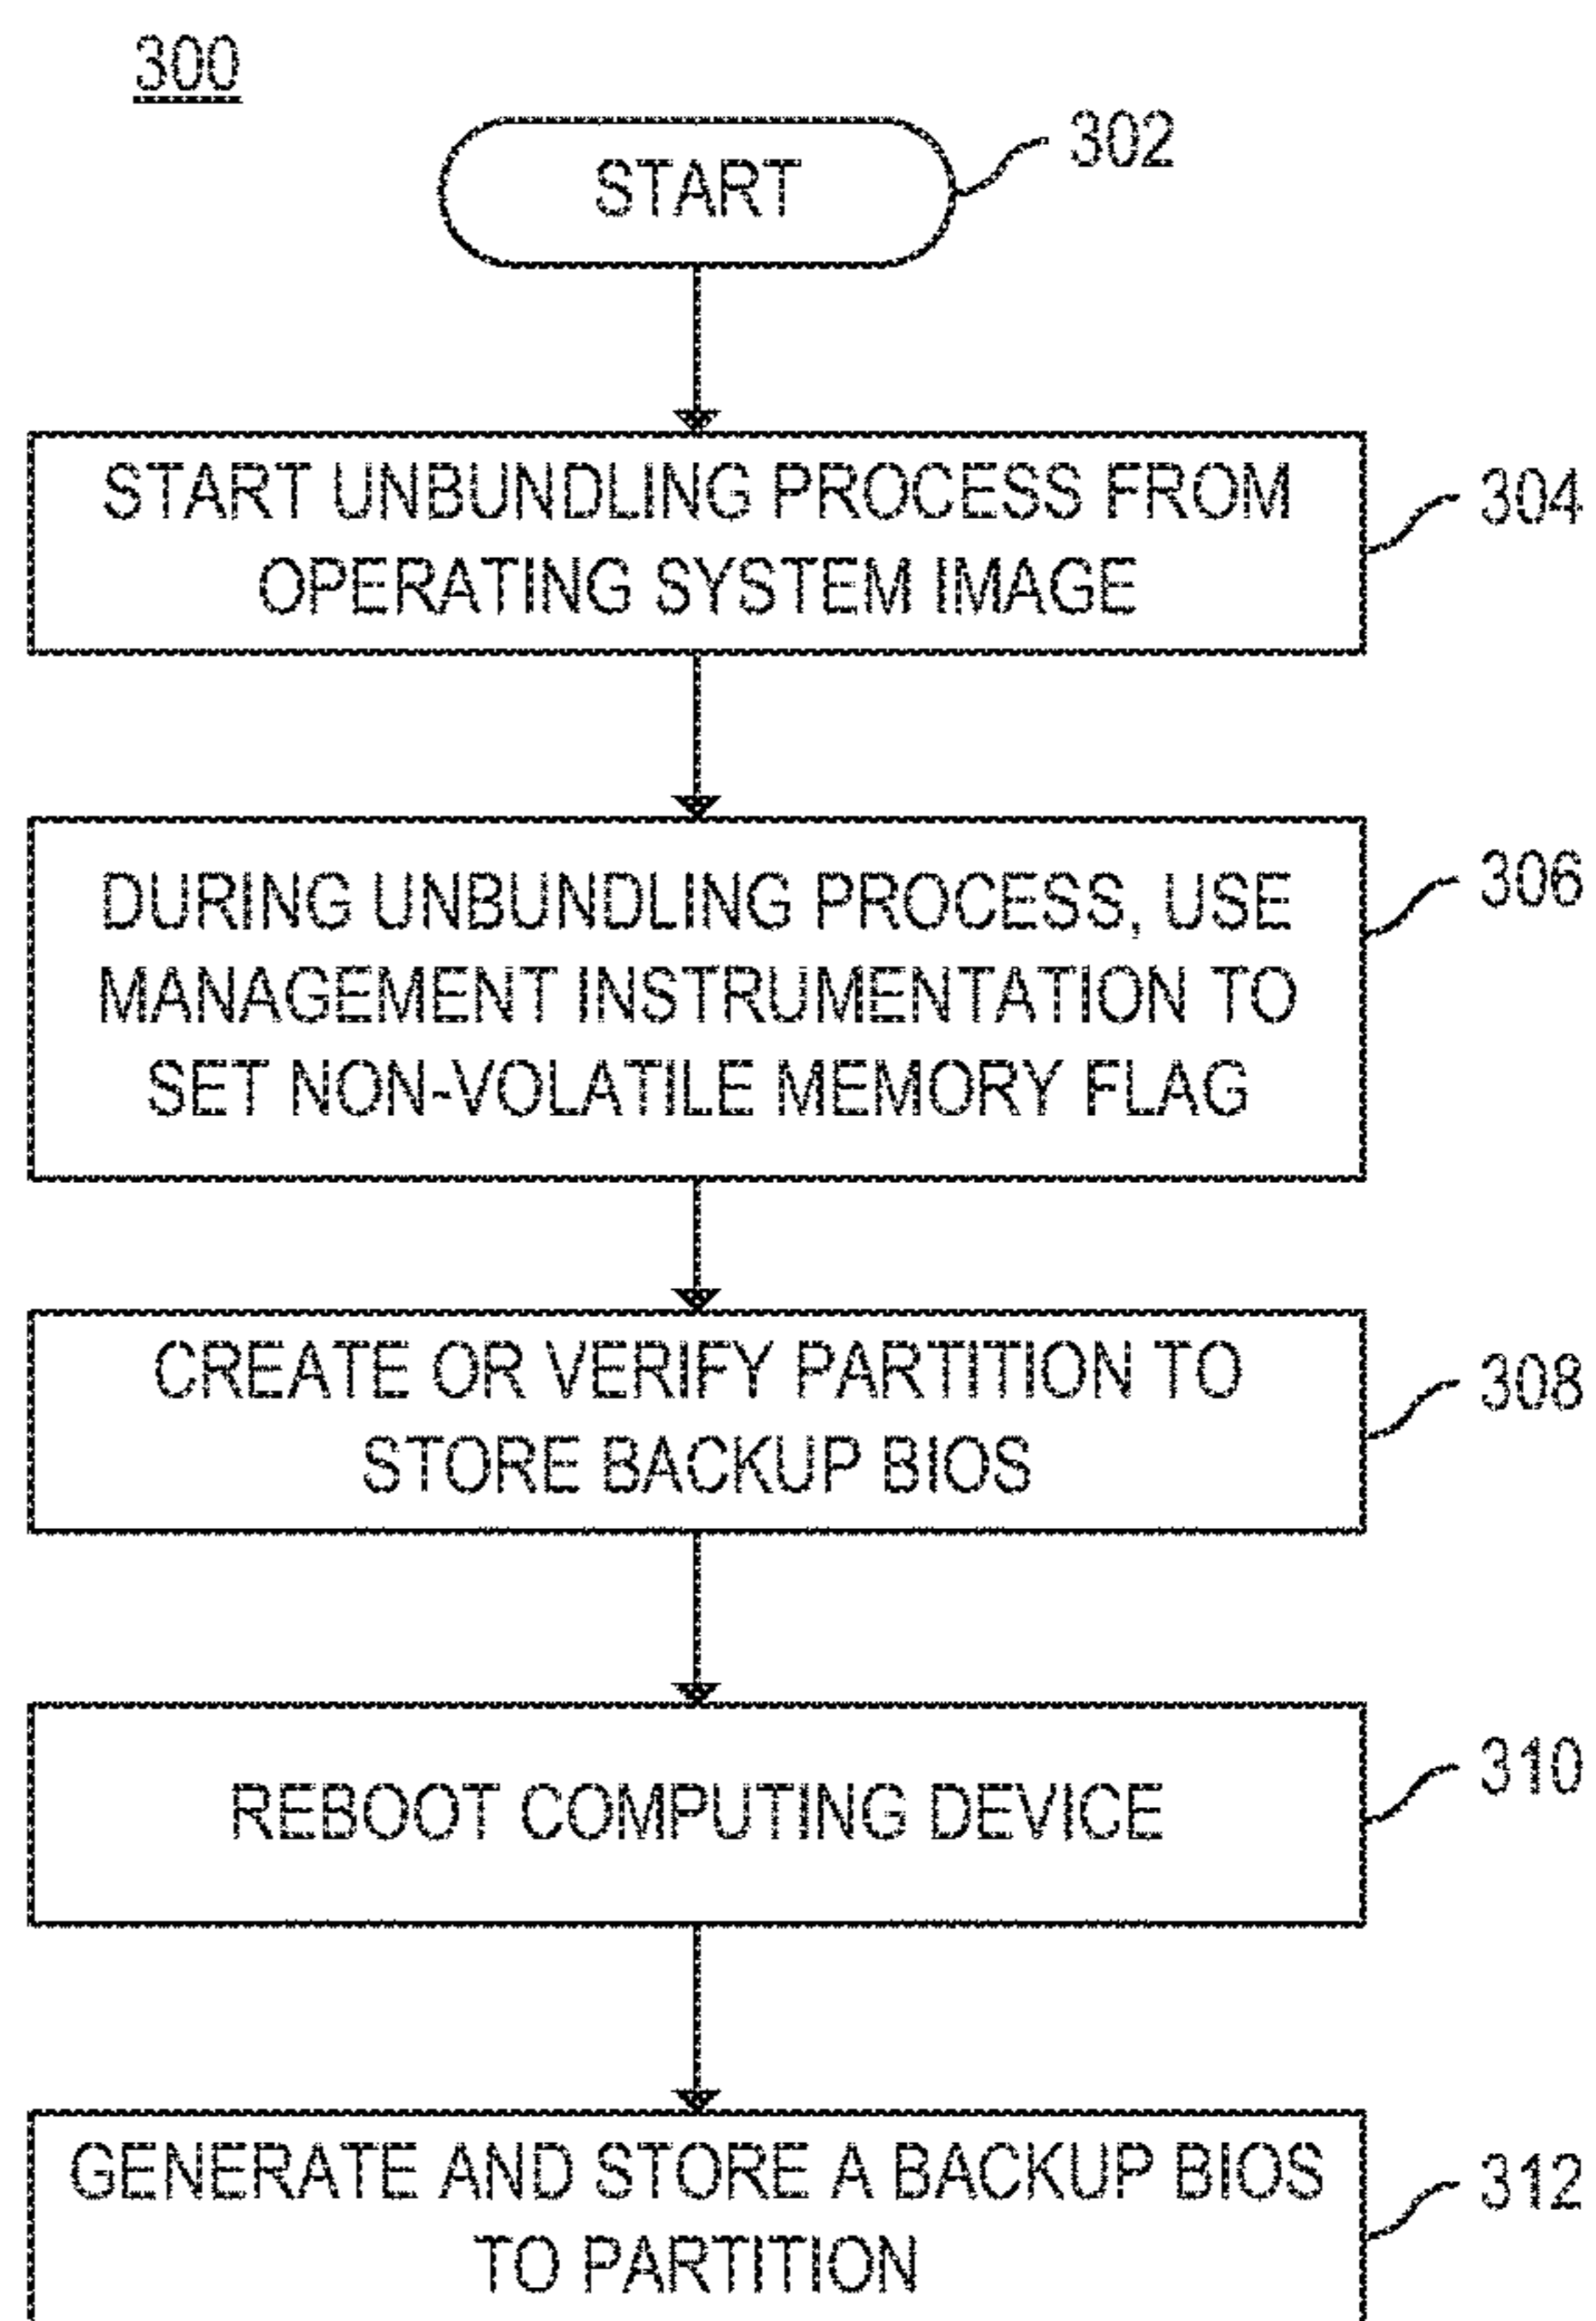 300
START
302
START UNBUNDLING PROCESS FROM
OPERATING SYSTEM IMAGE
304
DURING UNBUNDLING PROCESS, USE
MANAGEMENT INSTRUMENTATION TO
SET NON-VOLATILE MEMORY FLAG
306
CREATE OR VERIFY PARTITION TO
STORE BACKUP BIOS
308
REBOOT COMPUTING DEVICE
310
GENERATE AND STORE A BACKUP BIOS
TO PARTITION
312